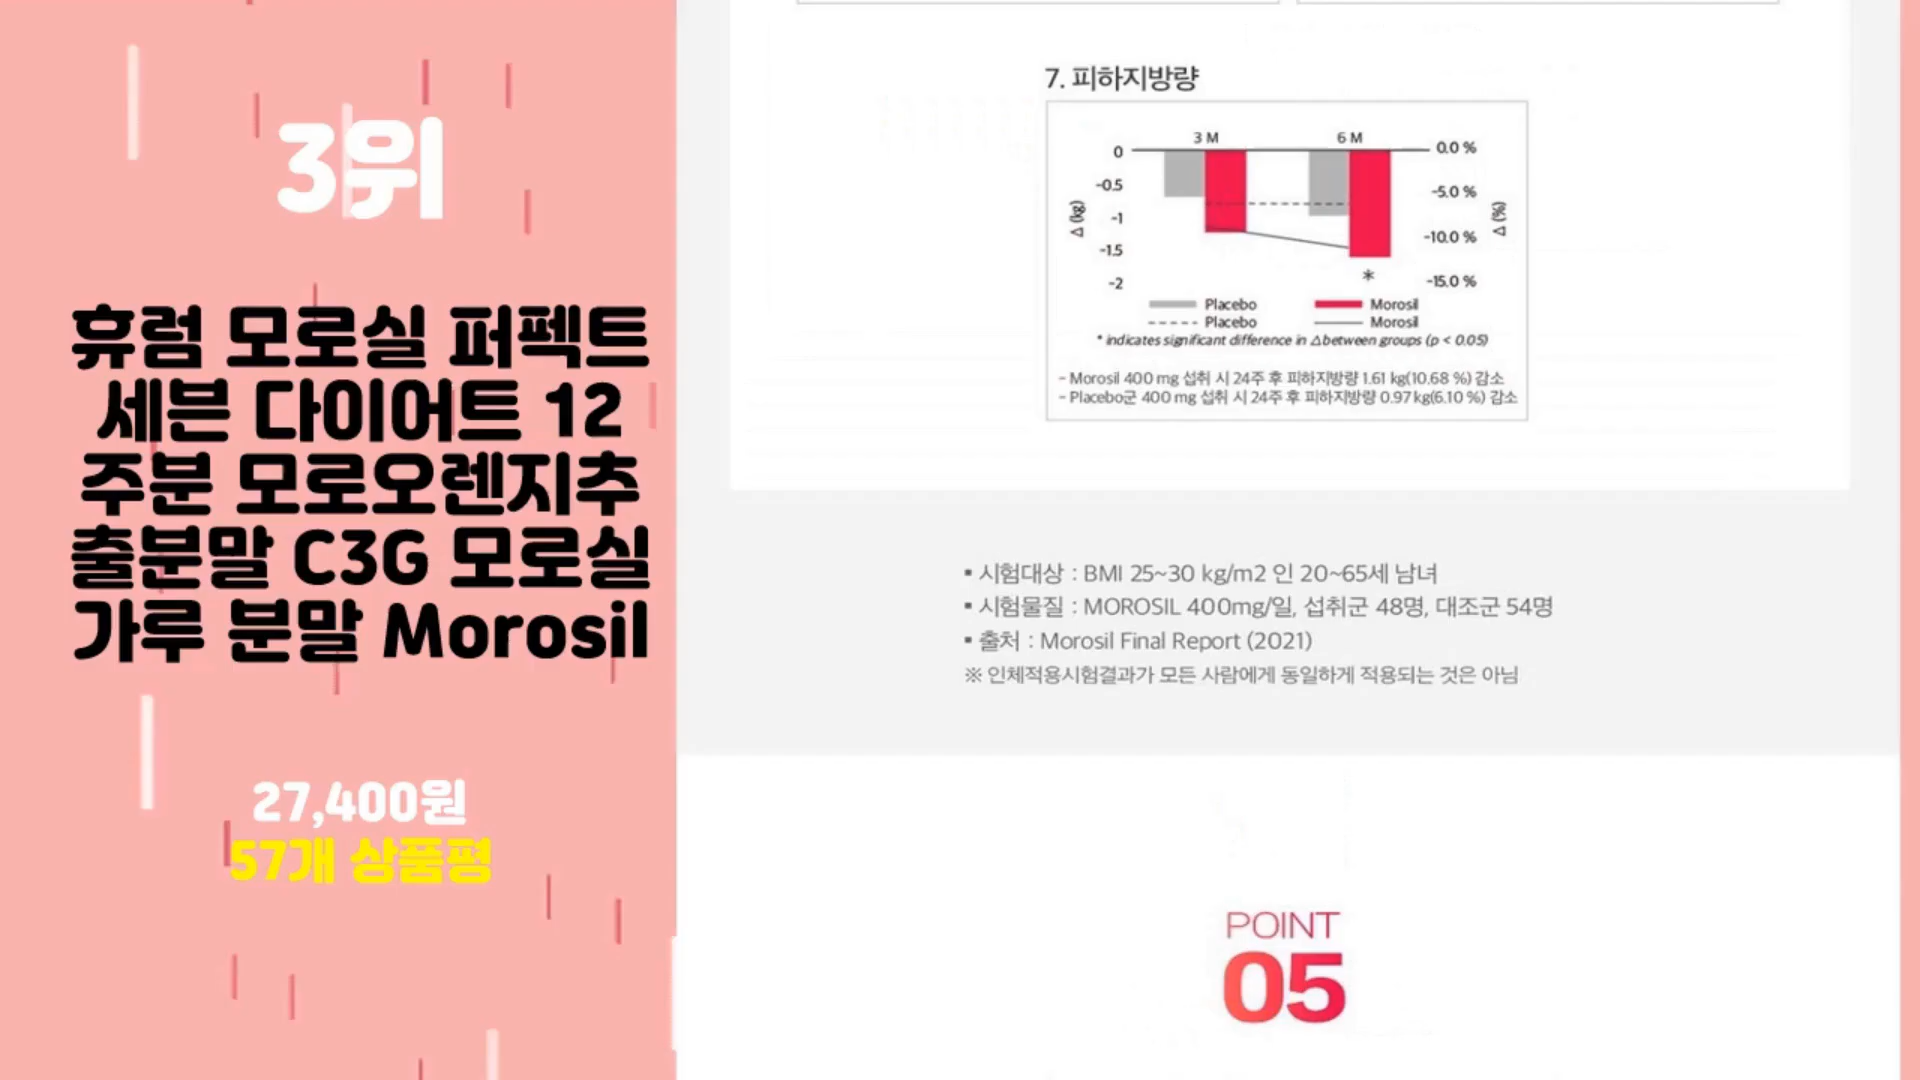 3위
휴럼 모로실 퍼펙트
세븐 다이어트 12
주분 모로오렌지추
출분말 C3G 모로실
가루 분말 Morosil
27,400원
57개 상품평
7. 피하지방량
3 M
6 M
0
-0.5
-1
-1.5
-2
Δ (kg)
0.0 %
-5.0 %
-10.0 %
-15.0 %
Δ (%)
*
Placebo
Morosil
Placebo
Morosil
* indicates significant difference in Δbetween groups (p < 0.05)
- Morosil 400 mg 섭취 시 24주 후 피하지방량 1.61 kg(10.68 %) 감소
- Placebo군 400 mg 섭취 시 24주 후 피하지방량 0.97 kg(6.10 %) 감소
▪ 시험대상 : BMI 25~30 kg/m2 인 20~65세 남녀
▪ 시험물질 : MOROSIL 400mg/일, 섭취군 48명, 대조군 54명
▪ 출처 : Morosil Final Report (2021)
※ 인체적용시험결과가 모든 사람에게 동일하게 적용되는 것은 아님
POINT
05